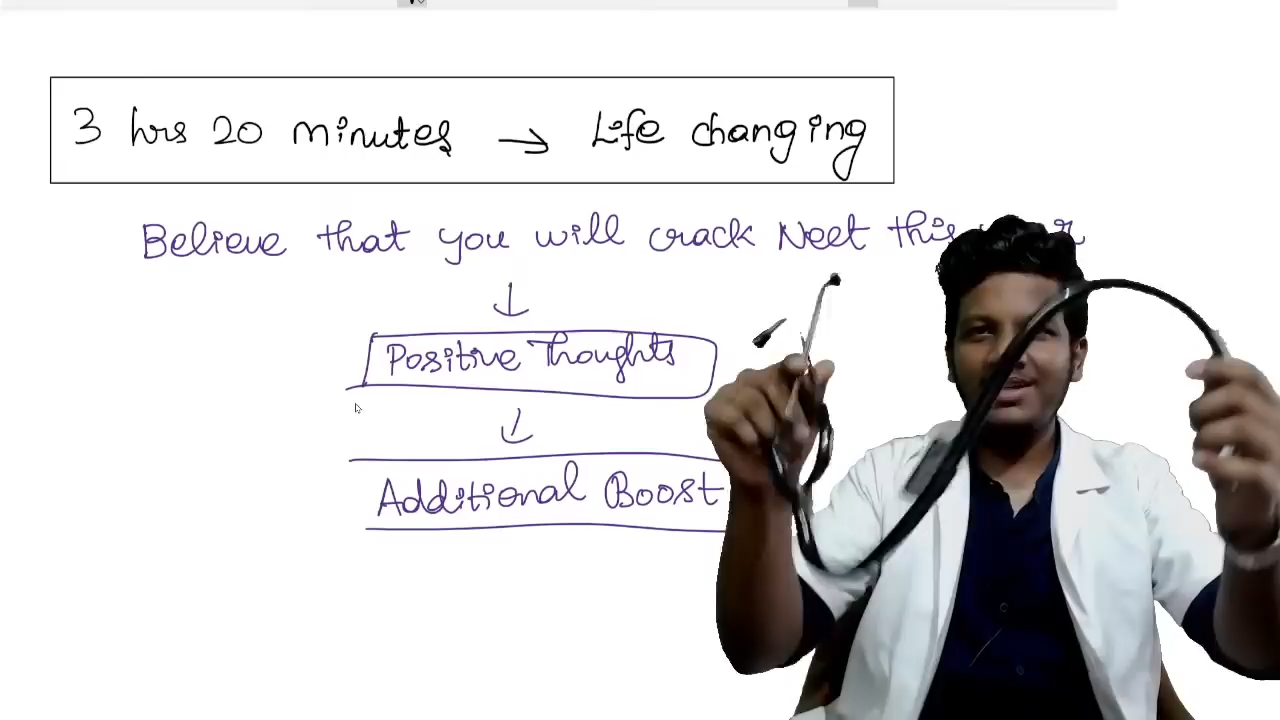 3 hrs 20 minutes → Life changing
Believe that you will crack Neet this
↓
Positive Thoughts
↓
Additional Boost